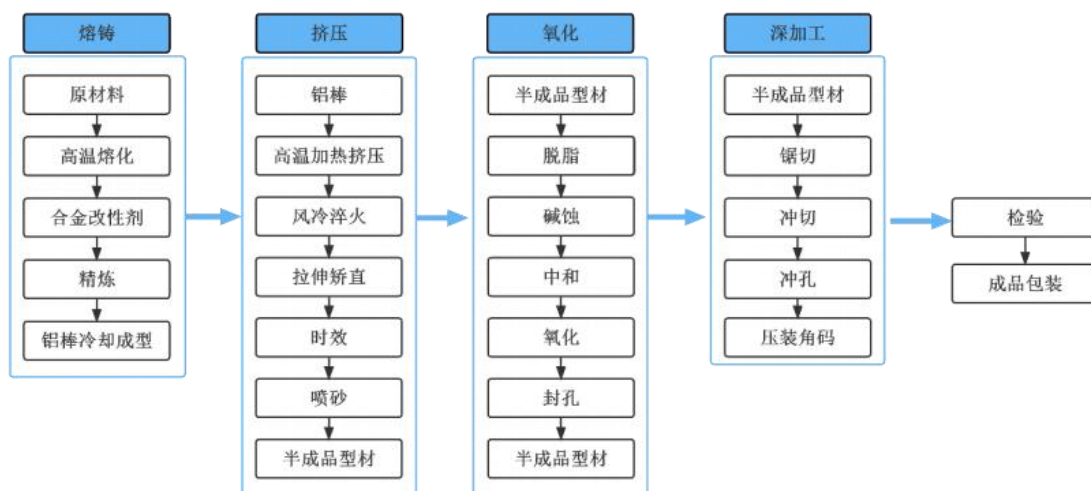 熔铸
原材料
高温熔化
合金改性剂
精炼
铝棒冷却成型
挤压
铝棒
高温加热挤压
风冷淬火
拉伸矫直
时效
喷砂
半成品型材
氧化
半成品型材
脱脂
碱蚀
中和
氧化
封孔
半成品型材
深加工
半成品型材
锯切
冲切
冲孔
压装角码
检验
成品包装